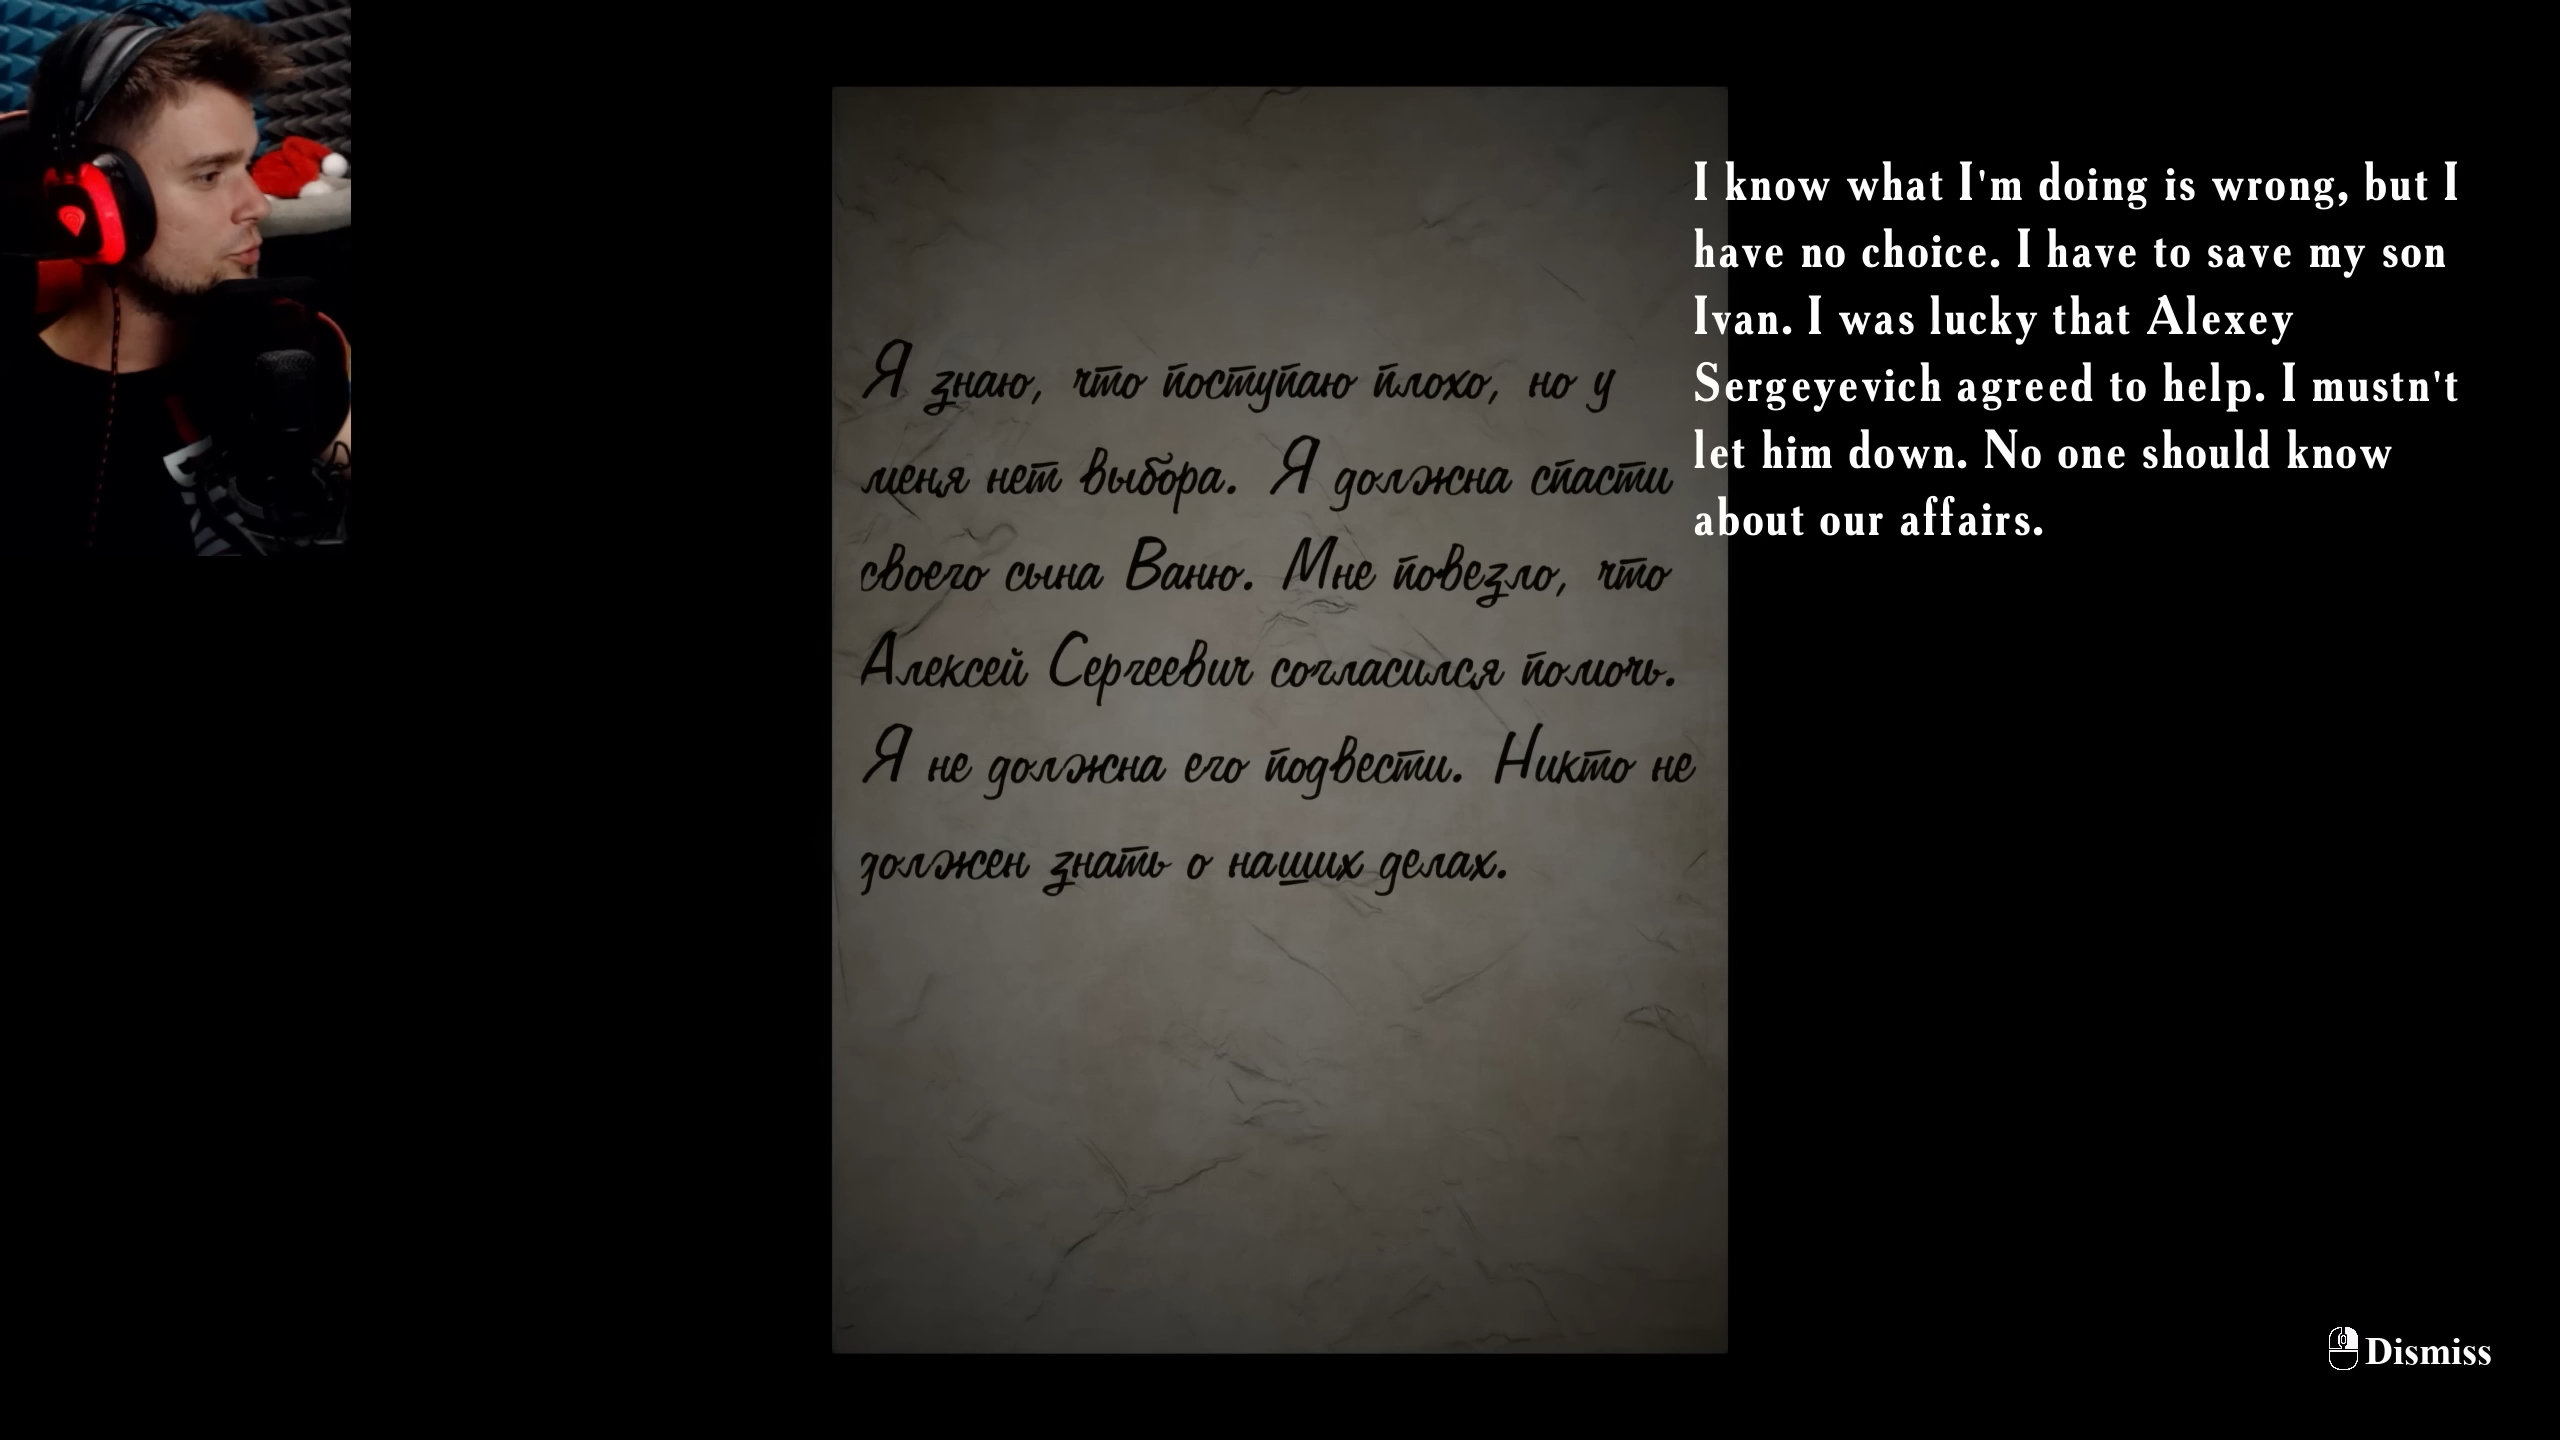 Я знаю, что поступаю плохо, но у
меня нет выбора. Я должна спасти
своего сына Ваню. Мне повезло, что
Алексей Сергеевич согласился помочь.
Я не должна его подвести. Никто не
должен знать о наших делах.
I know what I'm doing is wrong, but I
have no choice. I have to save my son
Ivan. I was lucky that Alexey
Sergeyevich agreed to help. I mustn't
let him down. No one should know
about our affairs.
Dismiss